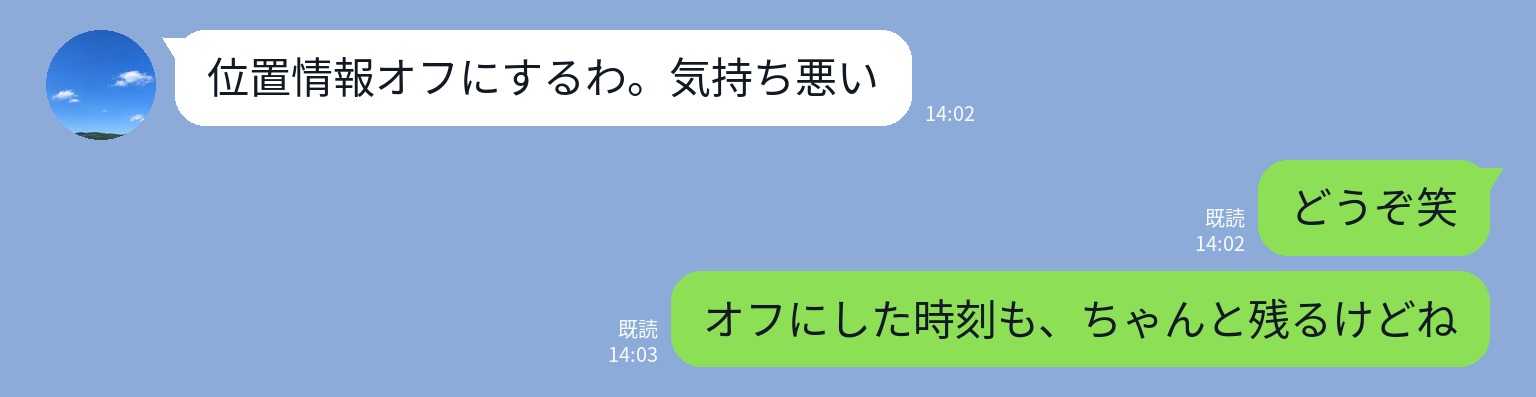 位置情報オフにするわ。気持ち悪い
14:02
どうぞ笑
既読
14:02
オフにした時刻も、ちゃんと残るけどね
既読
14:03